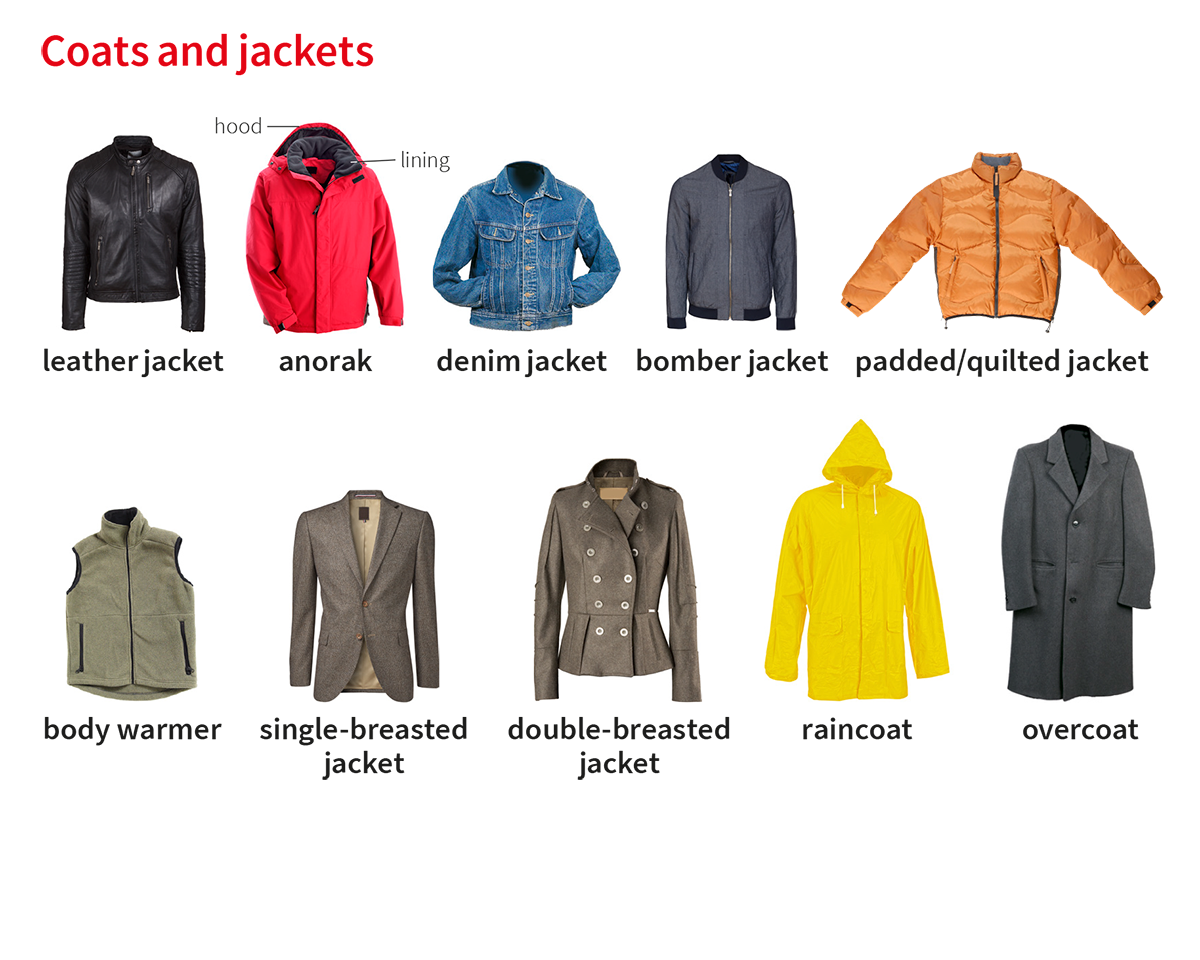 Coats and jackets
hood
lining
leather jacket
anorak
denim jacket
bomber jacket
padded/quilted jacket
body warmer
single-breasted
jacket
double-breasted
jacket
raincoat
overcoat